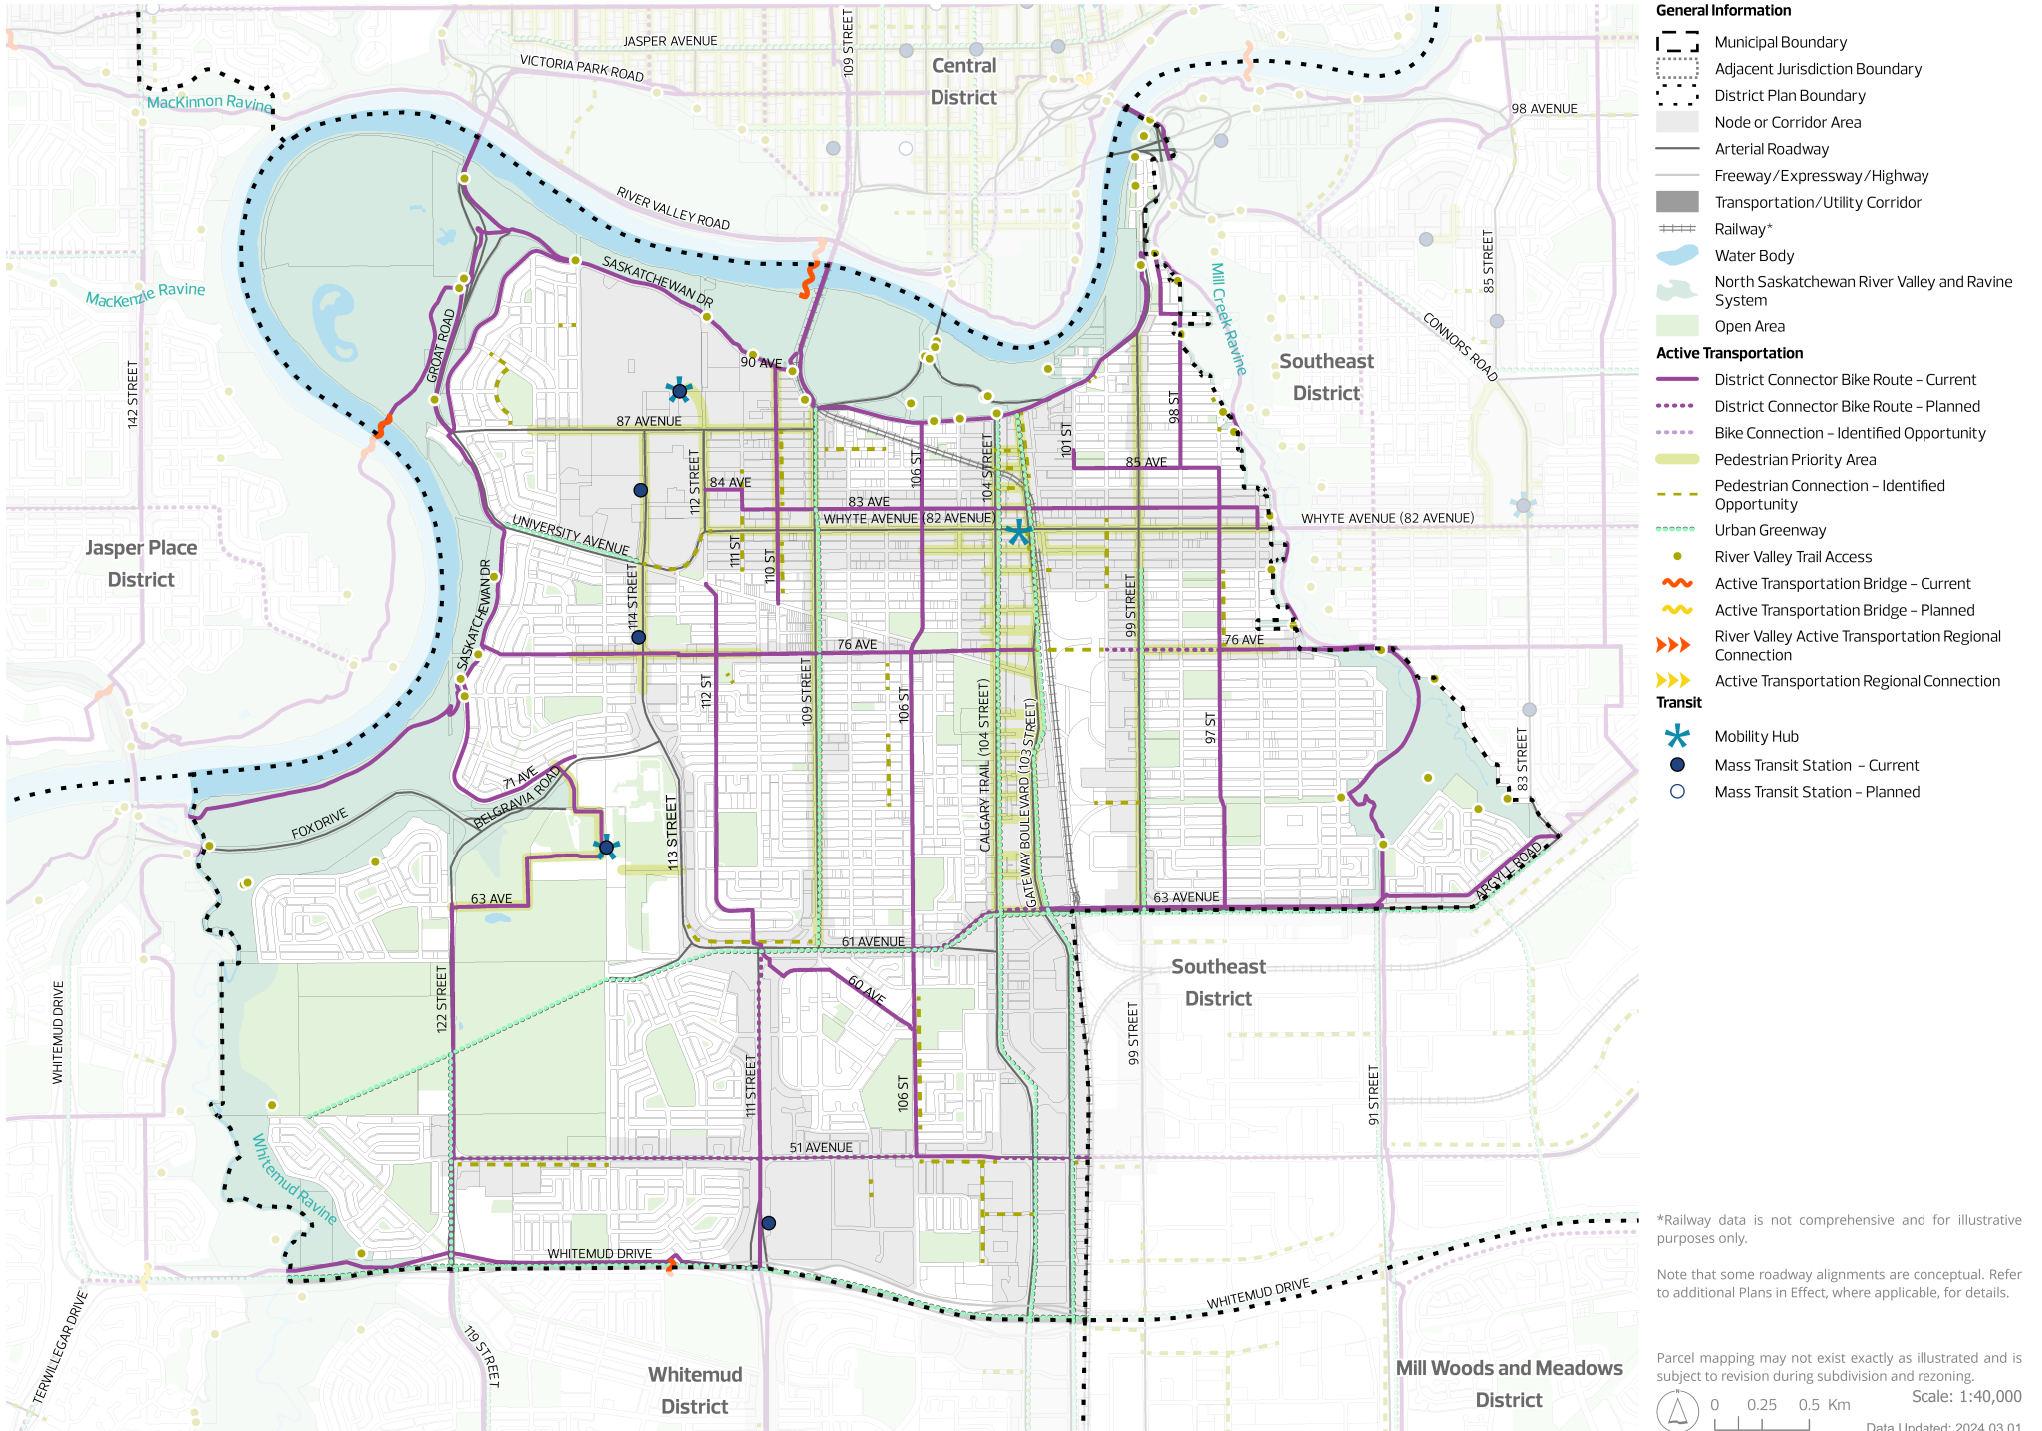 JASPER AVENUE
VICTORIA PARK ROAD
109 STREET
Central
District
MacKinnon Ravine
98 AVENUE
RIVER VALLEY ROAD
MacKenzie Ravine
SASKATCHEWAN DR
Mill Creek Ravine
85 STREET
CONNORS ROAD
GROAT ROAD
142 STREET
90 AVE
Southeast
District
87 AVENUE
98 ST
101 ST
112 STREET
106 ST
104 STREET
85 AVE
84 AVE
83 AVE
WHYTE AVENUE (82 AVENUE)
WHYTE AVENUE (82 AVENUE)
UNIVERSITY AVENUE
111 ST
110 ST
Jasper Place
District
114 STREET
99 STREET
SASKATCHEWAN DR
76 AVE
76 AVE
112 ST
109 STREET
106 ST
CALGARY TRAIL (104 STREET)
GATEWAY BOULEVARD (103 STREET)
97 ST
83 STREET
71 AVE
BELGRAVIA ROAD
FOX DRIVE
113 STREET
63 AVE
63 AVENUE
ARGYLL ROAD
61 AVENUE
60 AVE
Southeast
District
122 STREET
WHITEMUD DRIVE
99 STREET
111 STREET
106 ST
91 STREET
51 AVENUE
Whitemud Ravine
WHITEMUD DRIVE
WHITEMUD DRIVE
TERWILLEGAR DRIVE
119 STREET
Whitemud
District
Mill Woods and Meadows
District
General Information
Municipal Boundary
Adjacent Jurisdiction Boundary
District Plan Boundary
Node or Corridor Area
Arterial Roadway
Freeway/Expressway/Highway
Transportation/Utility Corridor
Railway*
Water Body
North Saskatchewan River Valley and Ravine
System
Open Area
Active Transportation
District Connector Bike Route – Current
District Connector Bike Route – Planned
Bike Connection – Identified Opportunity
Pedestrian Priority Area
Pedestrian Connection – Identified
Opportunity
Urban Greenway
River Valley Trail Access
Active Transportation Bridge – Current
Active Transportation Bridge – Planned
River Valley Active Transportation Regional
Connection
Active Transportation Regional Connection
Transit
Mobility Hub
Mass Transit Station – Current
Mass Transit Station – Planned
*Railway data is not comprehensive and for illustrative
purposes only.
Note that some roadway alignments are conceptual. Refer
to additional Plans in Effect, where applicable, for details.
Parcel mapping may not exist exactly as illustrated and is
subject to revision during subdivision and rezoning.
N
Scale: 1:40,000
0 0.25 0.5 Km
Data Updated: 2024.03.01